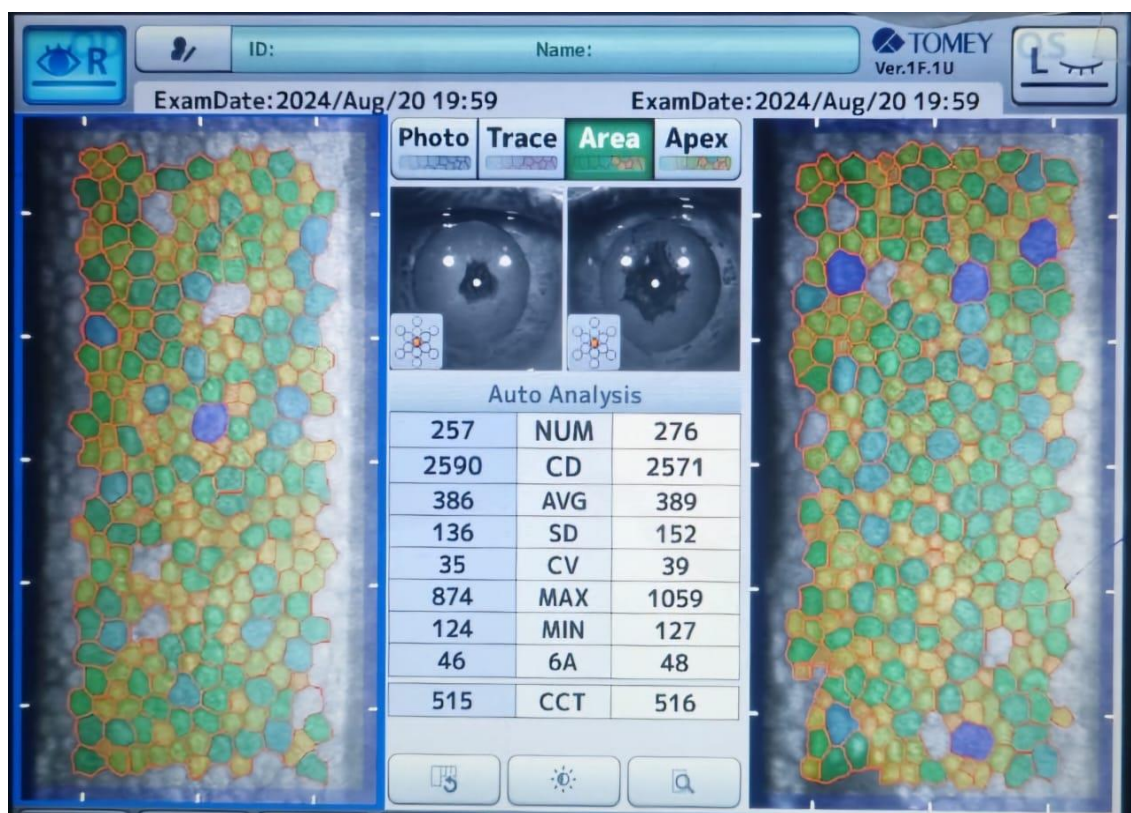 R
ID: Name:
TOMEY
Ver.1F.1U
OS L
ExamDate:2024/Aug/20 19:59 ExamDate:2024/Aug/20 19:59
Photo Trace Area Apex
Auto Analysis
257 NUM 276
2590 CD 2571
386 AVG 389
136 SD 152
35 CV 39
874 MAX 1059
124 MIN 127
46 6A 48
515 CCT 516